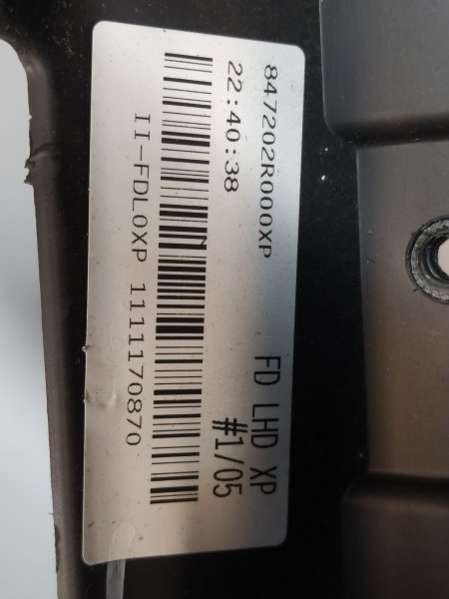 847202R000XP
22:40:38
FD LHD XP
#1/05
II-FDL0XP 1111170870